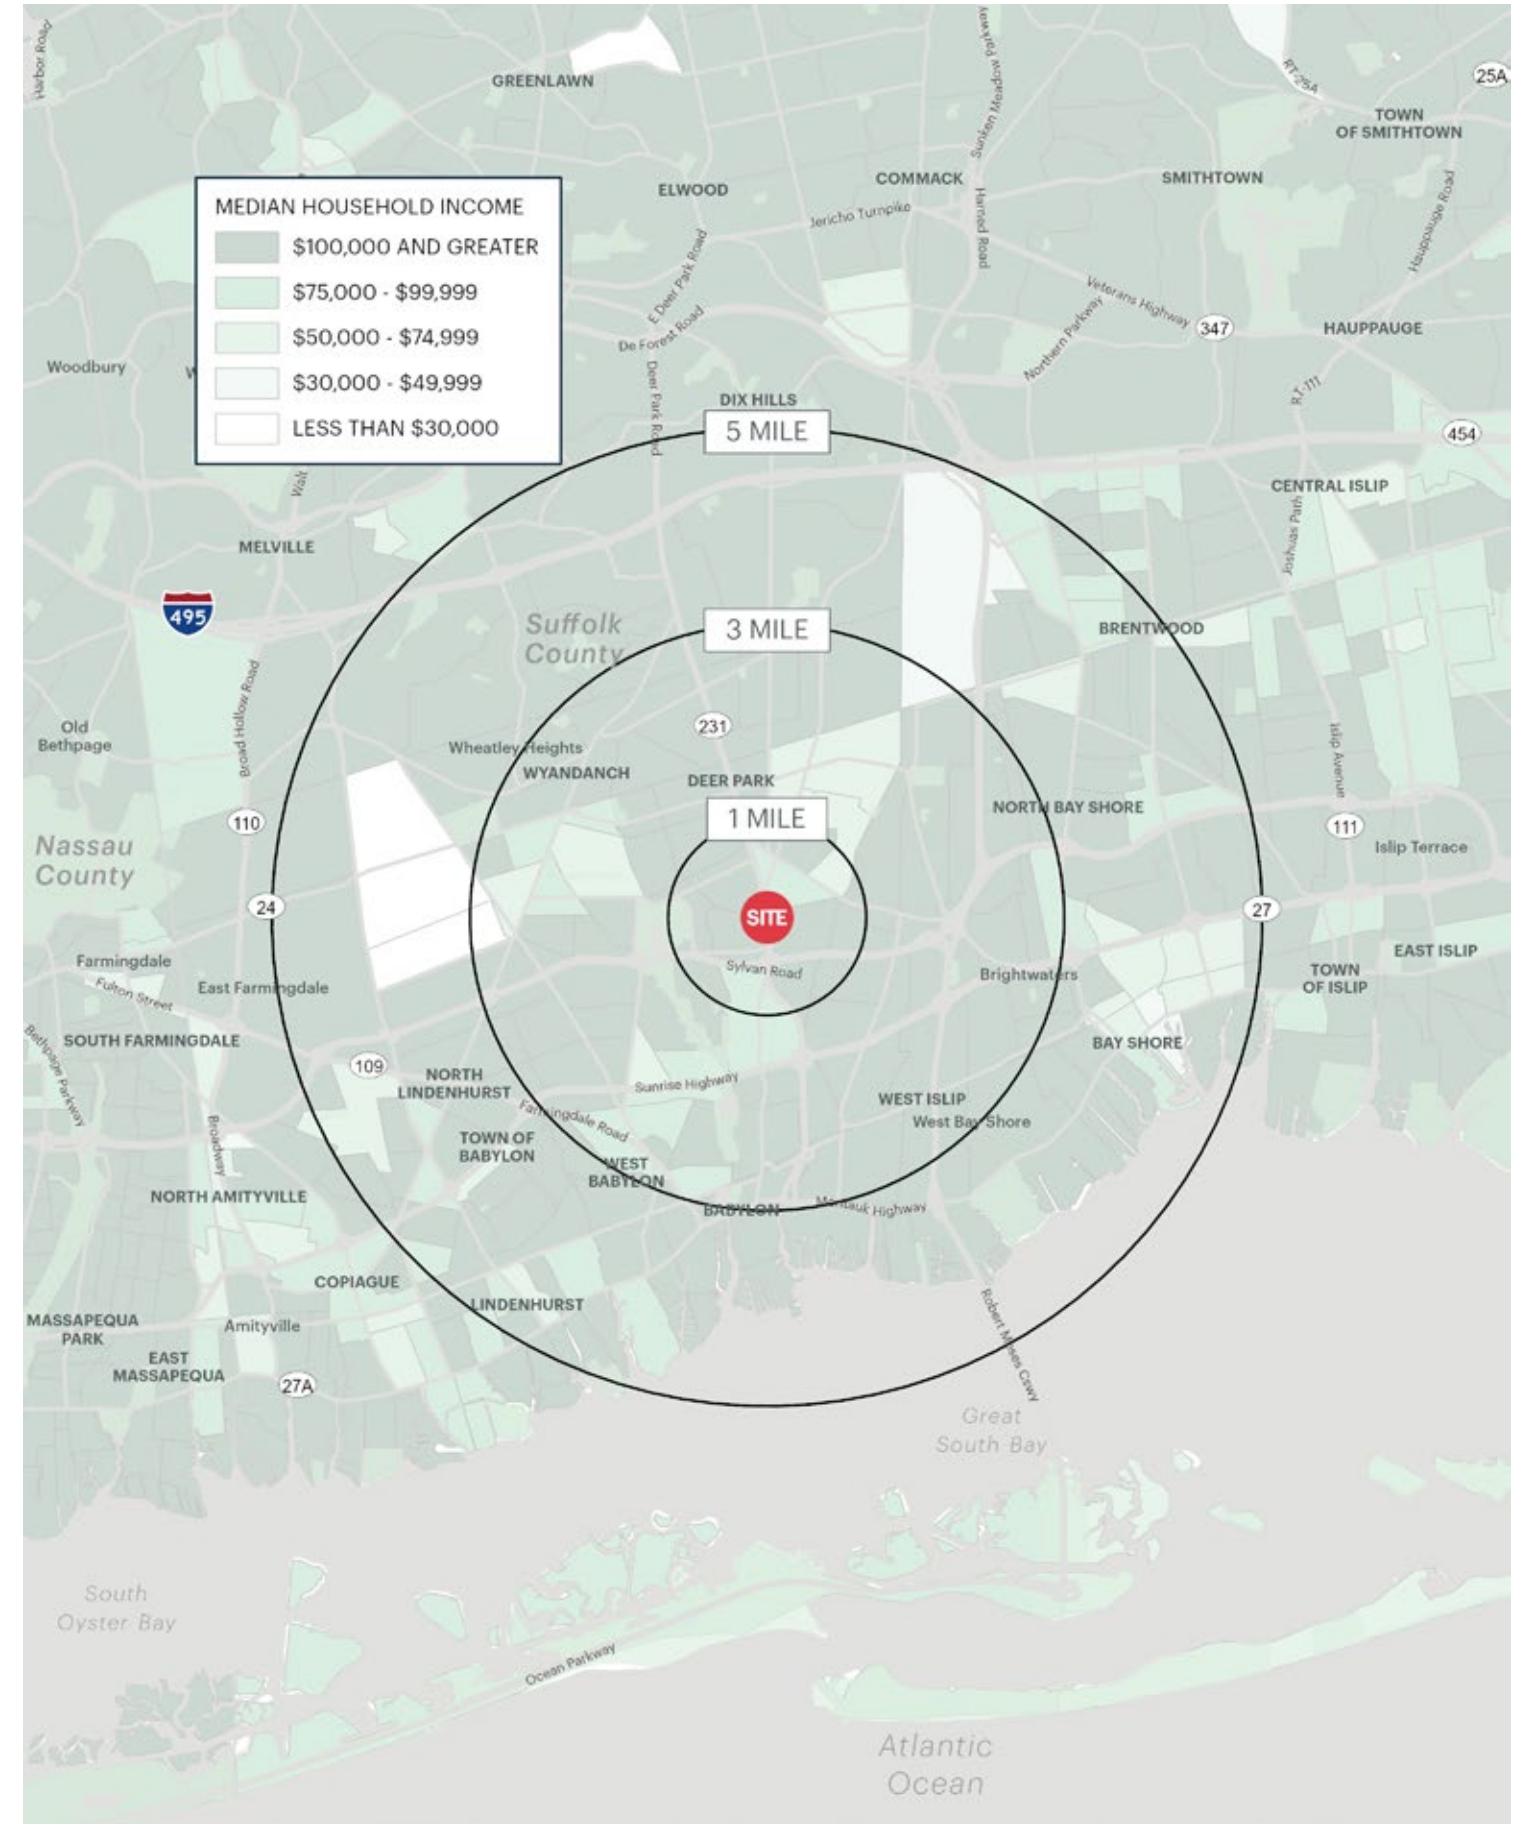 Harbor Road
GREENLAWN
Sunken Meadow Parkway
RT-25A
25A
TOWN
OF SMITHTOWN
ELWOOD
COMMACK
SMITHTOWN
Jericho Turnpike
Harned Road
Hauppauge Road
MEDIAN HOUSEHOLD INCOME
$100,000 AND GREATER
$75,000 - $99,999
$50,000 - $74,999
$30,000 - $49,999
LESS THAN $30,000
E Deer Park Road
De Forest Road
Deer Park Road
Veterans Highway
Northern Parkway
347
HAUPPAUGE
Woodbury
W
RT-111
DIX HILLS
5 MILE
454
Walt
CENTRAL ISLIP
Joshuas Path
MELVILLE
495
Suffolk
County
3 MILE
BRENTWOOD
Broad Hollow Road
Old
Bethpage
231
Wheatley Heights
WYANDANCH
DEER PARK
Islip Avenue
1 MILE
NORTH BAY SHORE
110
111
Nassau
County
Islip Terrace
24
SITE
27
Farmingdale
Fulton Street
East Farmingdale
Sylvan Road
Brightwaters
EAST ISLIP
TOWN
OF ISLIP
Bethpage Parkway
SOUTH FARMINGDALE
BAY SHORE
109
NORTH
LINDENHURST
Sunrise Highway
Farmingdale Road
WEST ISLIP
West Bay Shore
Broadway
TOWN OF
BABYLON
WEST
BABYLON
NORTH AMITYVILLE
BABYLON
Montauk Highway
COPIAGUE
LINDENHURST
Robert Moses Cswy
MASSAPEQUA
PARK
Amityville
EAST
MASSAPEQUA
27A
Great
South Bay
South
Oyster Bay
Ocean Parkway
Atlantic
Ocean